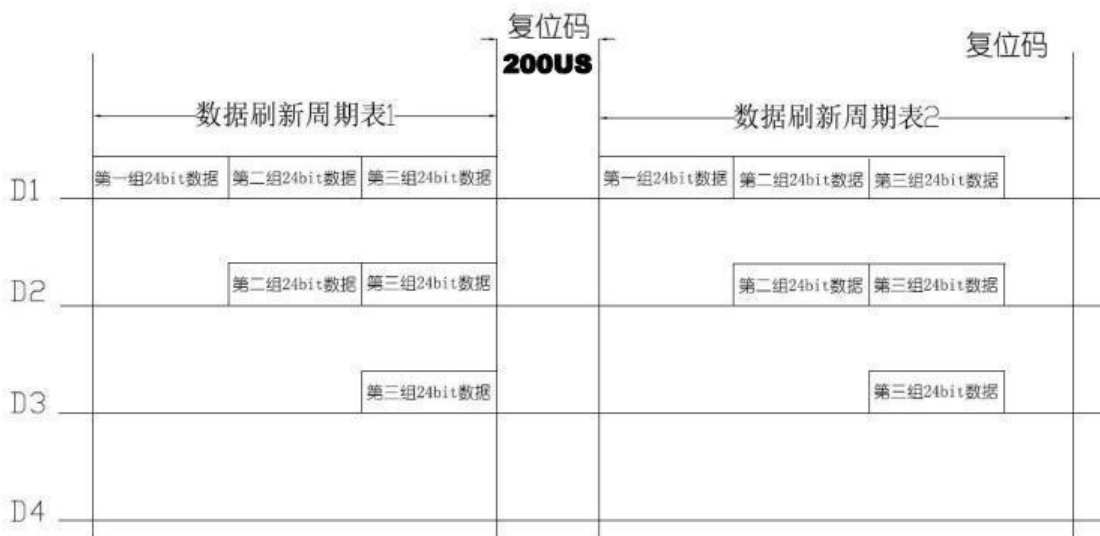 复位码
200US
复位码
数据刷新周期表1
数据刷新周期表2
D1
第一组24bit数据
第二组24bit数据
第三组24bit数据
第一组24bit数据
第二组24bit数据
第三组24bit数据
D2
第二组24bit数据
第三组24bit数据
第二组24bit数据
第三组24bit数据
D3
第三组24bit数据
第三组24bit数据
D4